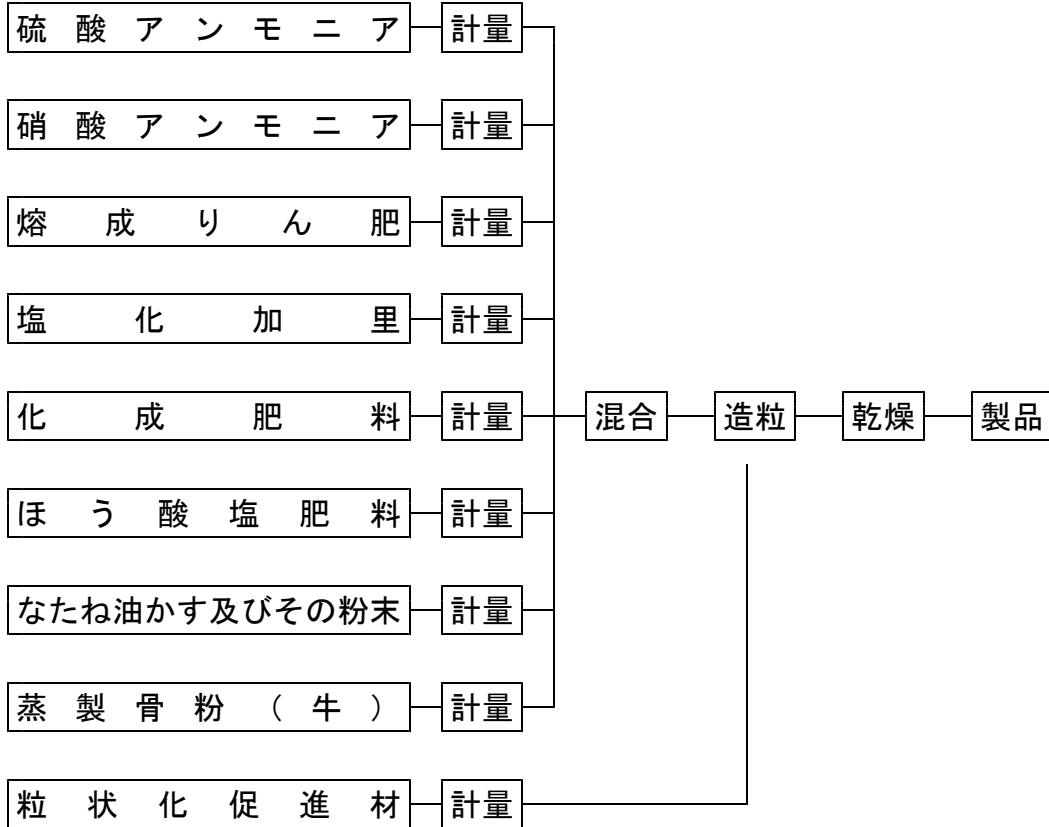 硫酸アンモニア 計量
硝酸アンモニア 計量
熔成りん肥 計量
塩化加里 計量
化成肥料 計量 混合 造粒 乾燥 製品
ほう酸塩肥料 計量
なたね油かす及びその粉末 計量
蒸製骨粉（牛） 計量
粒状化促進材 計量